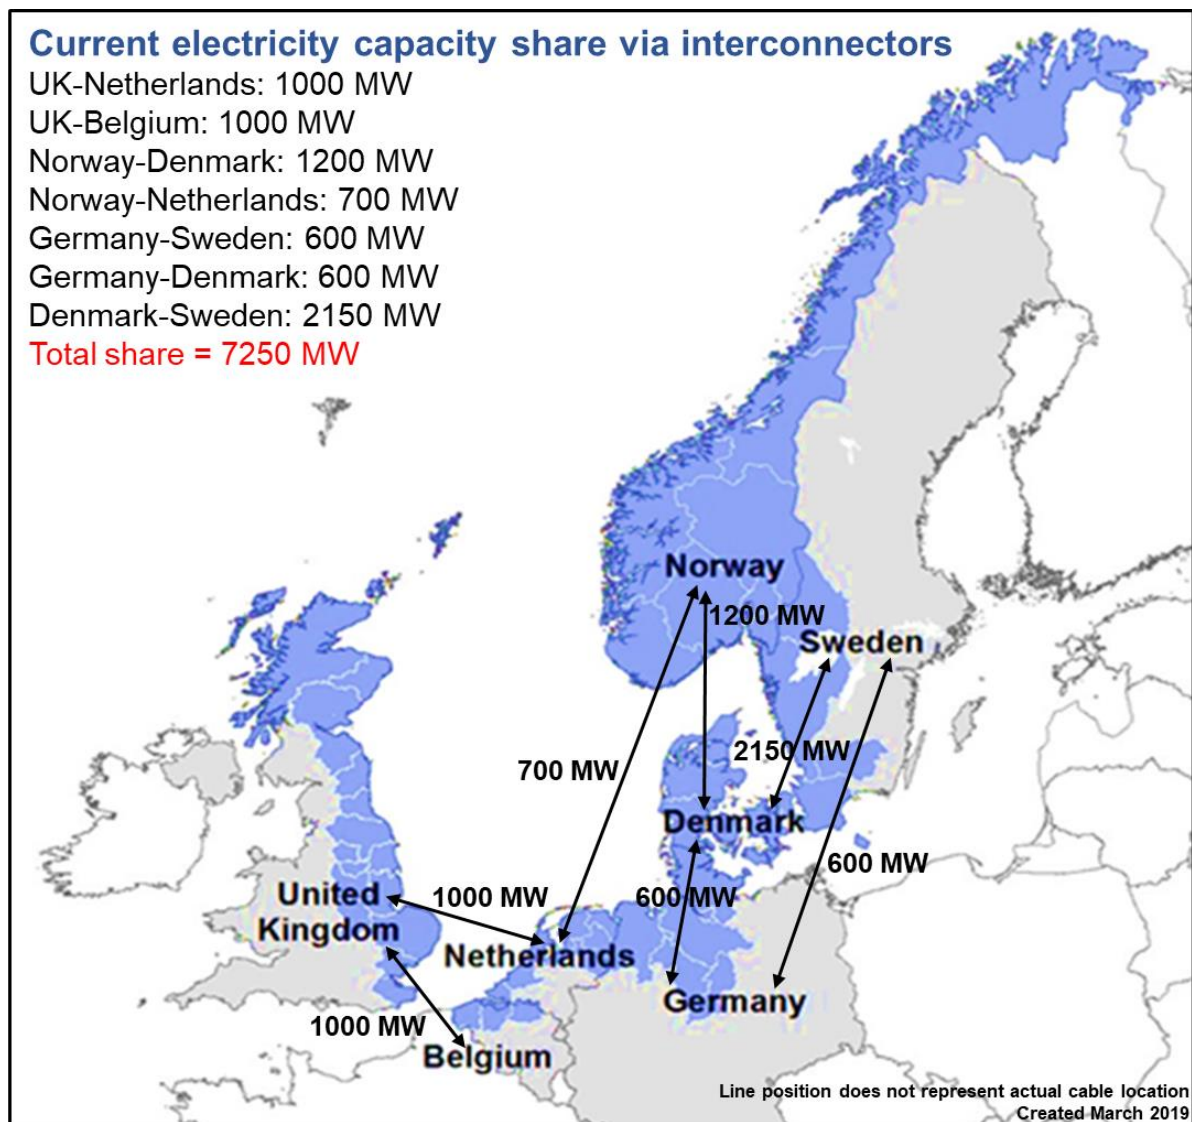 Current electricity capacity share via interconnectors
UK-Netherlands: 1000 MW
UK-Belgium: 1000 MW
Norway-Denmark: 1200 MW
Norway-Netherlands: 700 MW
Germany-Sweden: 600 MW
Germany-Denmark: 600 MW
Denmark-Sweden: 2150 MW
Total share = 7250 MW
Norway
1200 MW
Sweden
2150 MW
700 MW
Denmark
600 MW
United
Kingdom
1000 MW
600 MW
Netherlands
Germany
1000 MW
Belgium
Line position does not represent actual cable location
Created March 2019